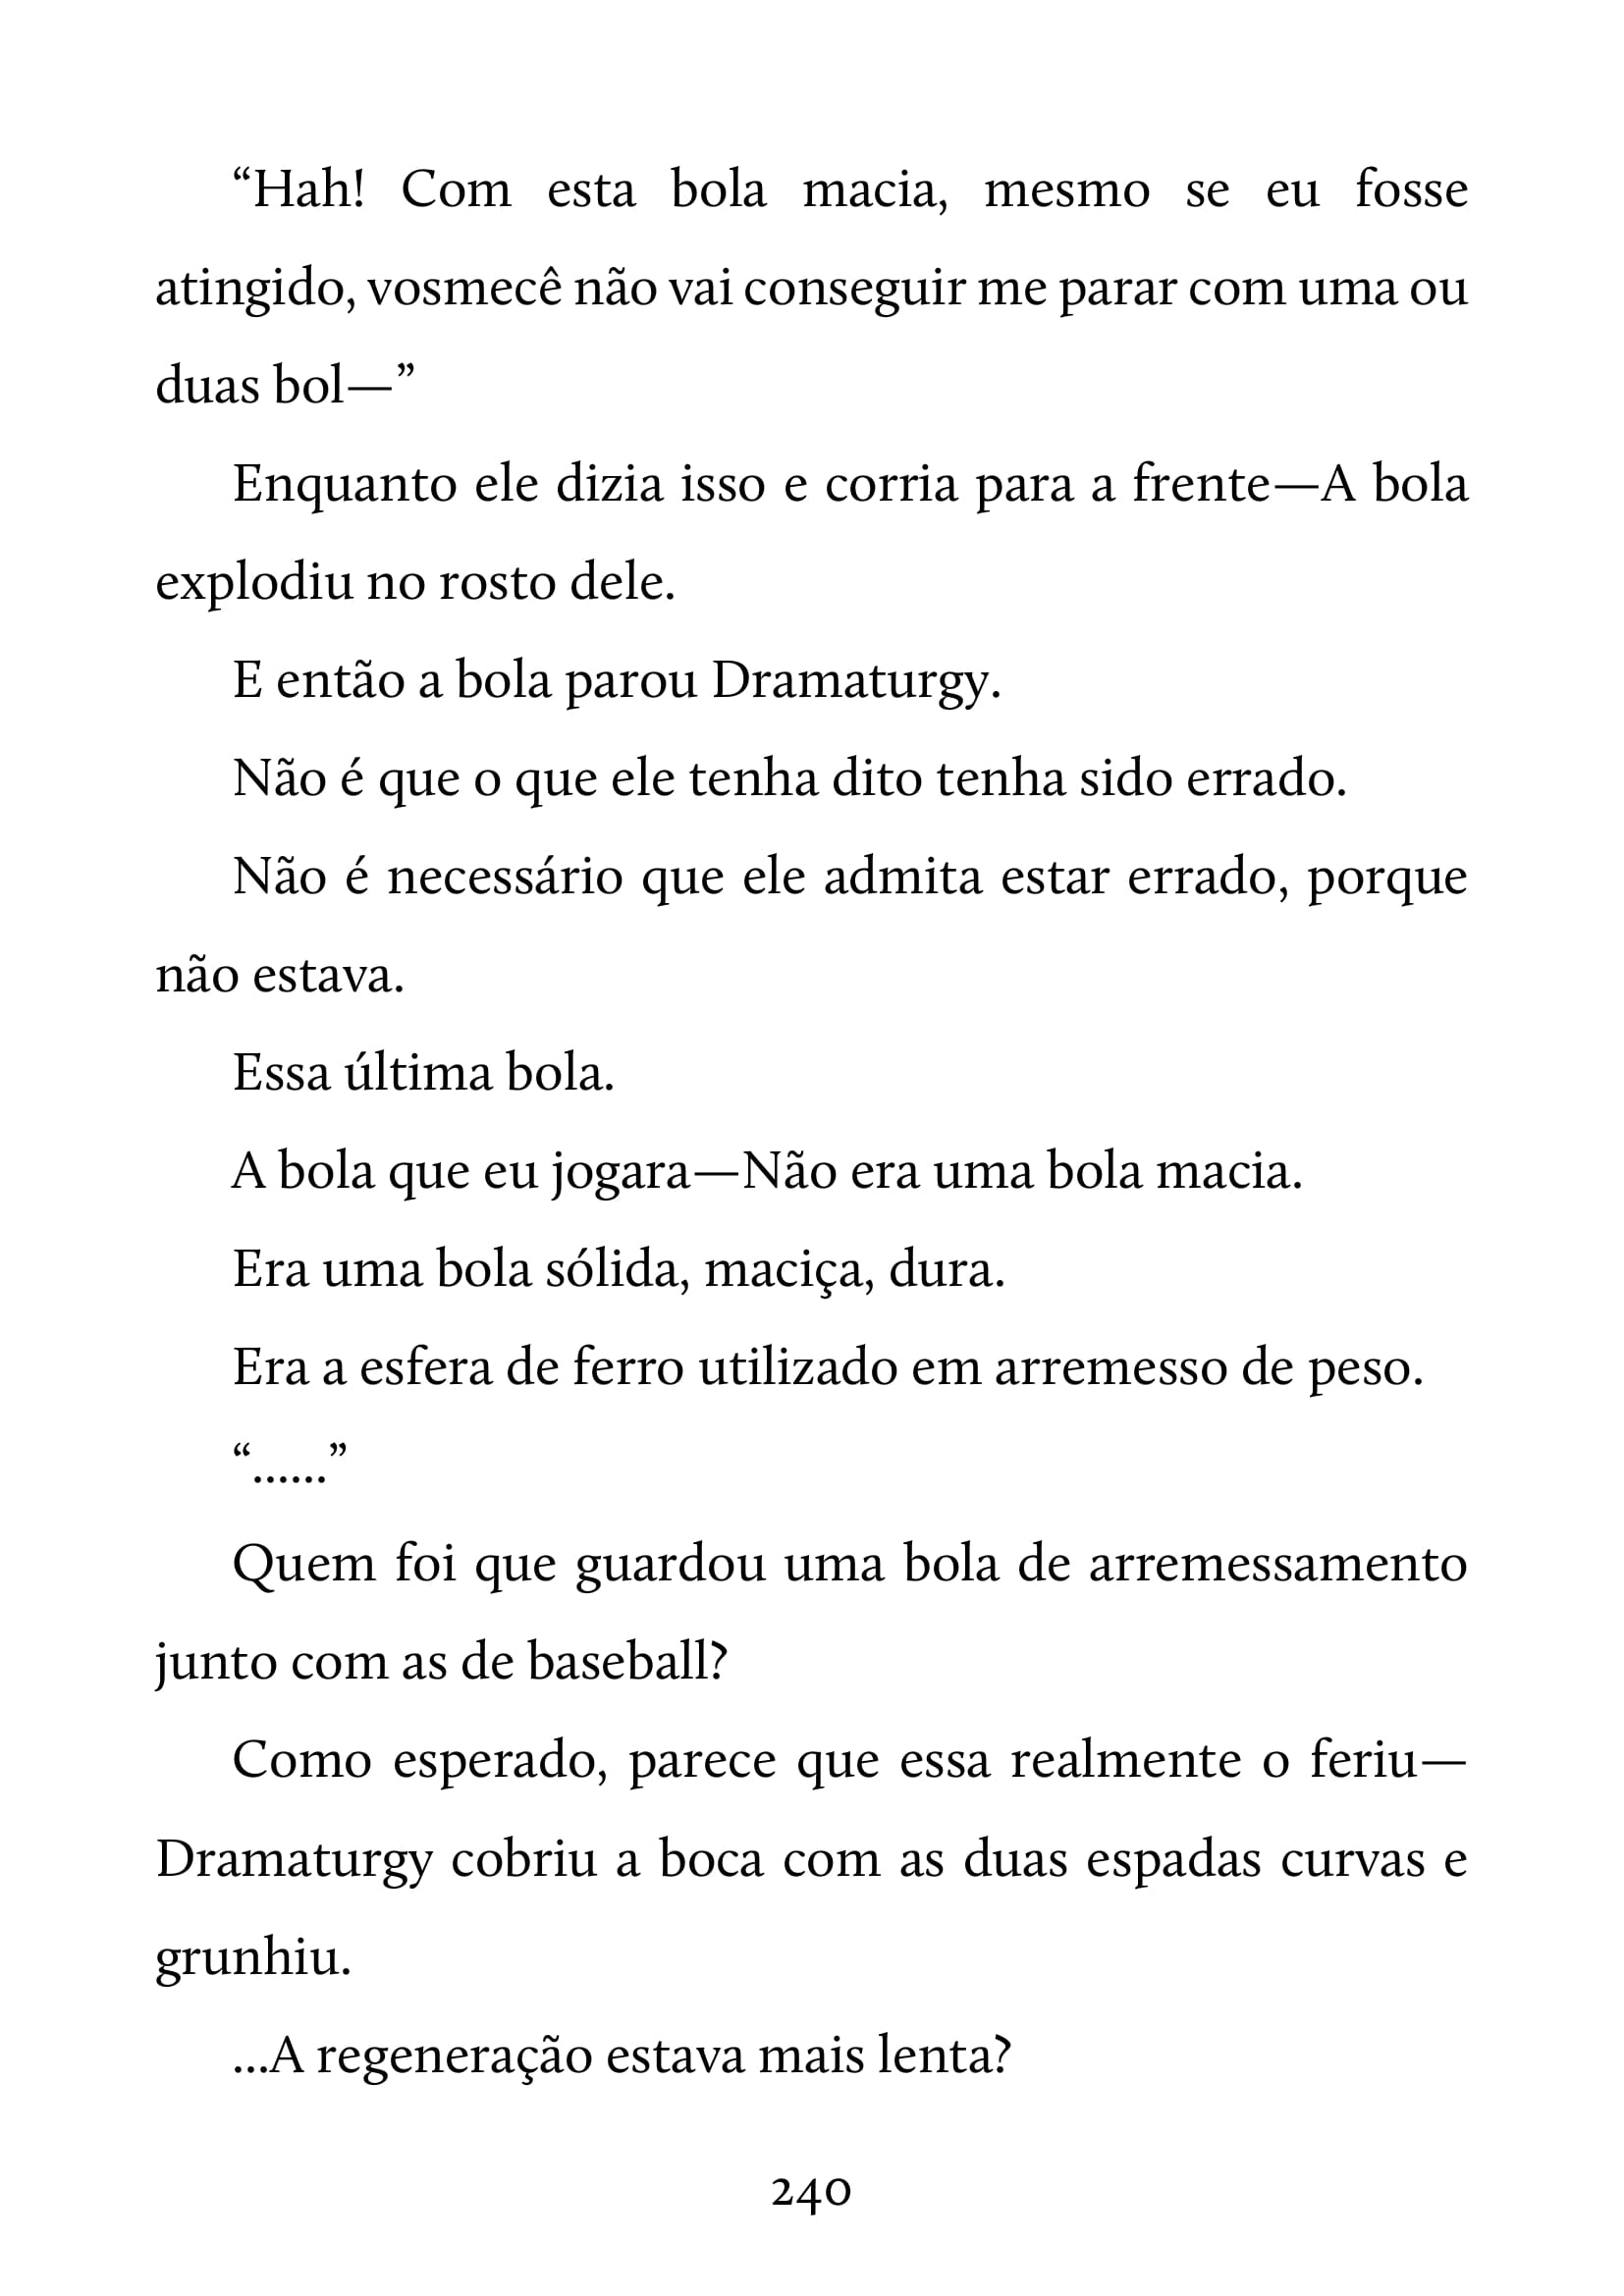 “Hah! Com esta bola macia, mesmo se eu fosse
atingido, vosmecê não vai conseguir me parar com uma ou
duas bol—”
Enquanto ele dizia isso e corria para a frente—A bola
explodiu no rosto dele.
E então a bola parou Dramaturgy.
Não é que o que ele tenha dito tenha sido errado.
Não é necessário que ele admita estar errado, porque
não estava.
Essa última bola.
A bola que eu jogara—Não era uma bola macia.
Era uma bola sólida, maciça, dura.
Era a esfera de ferro utilizado em arremesso de peso.
“......”
Quem foi que guardou uma bola de arremessamento
junto com as de baseball?
Como esperado, parece que essa realmente o feriu—
Dramaturgy cobriu a boca com as duas espadas curvas e
grunhiu.
...A regeneração estava mais lenta?
240